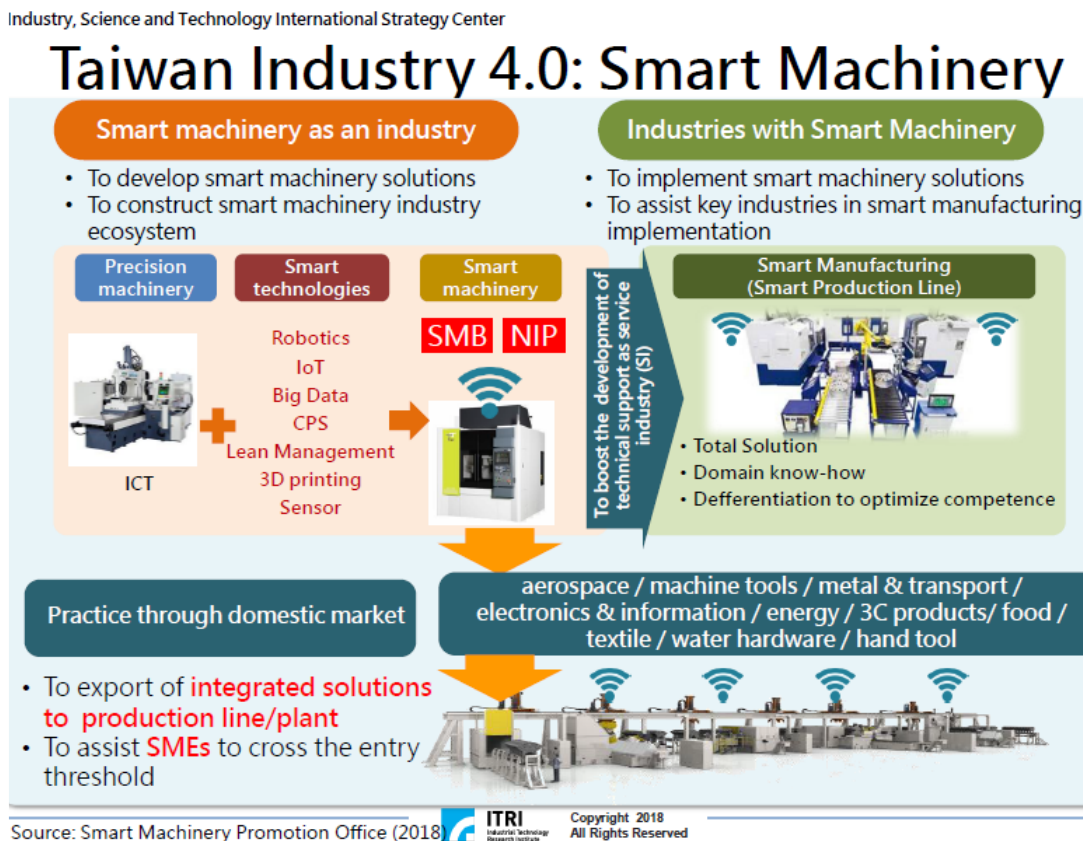 Industry, Science and Technology International Strategy Center
Taiwan Industry 4.0: Smart Machinery
Smart machinery as an industry
• To develop smart machinery solutions
• To construct smart machinery industry
ecosystem
Industries with Smart Machinery
• To implement smart machinery solutions
• To assist key industries in smart manufacturing
implementation
Precision
machinery
ICT
Smart
technologies
Robotics
IoT
Big Data
CPS
Lean Management
3D printing
Sensor
Smart
machinery
SMB NIP
To boost the development of
technical support as service
industry (SI)
Smart Manufacturing
(Smart Production Line)
• Total Solution
• Domain know-how
• Defferentiation to optimize competence
Practice through domestic market
aerospace / machine tools / metal & transport /
electronics & information / energy / 3C products/ food /
textile / water hardware / hand tool
• To export of integrated solutions
to production line/plant
• To assist SMEs to cross the entry
threshold
Source: Smart Machinery Promotion Office (2018)
ITRI
Industrial Technology
Research Institute
Copyright 2018
All Rights Reserved